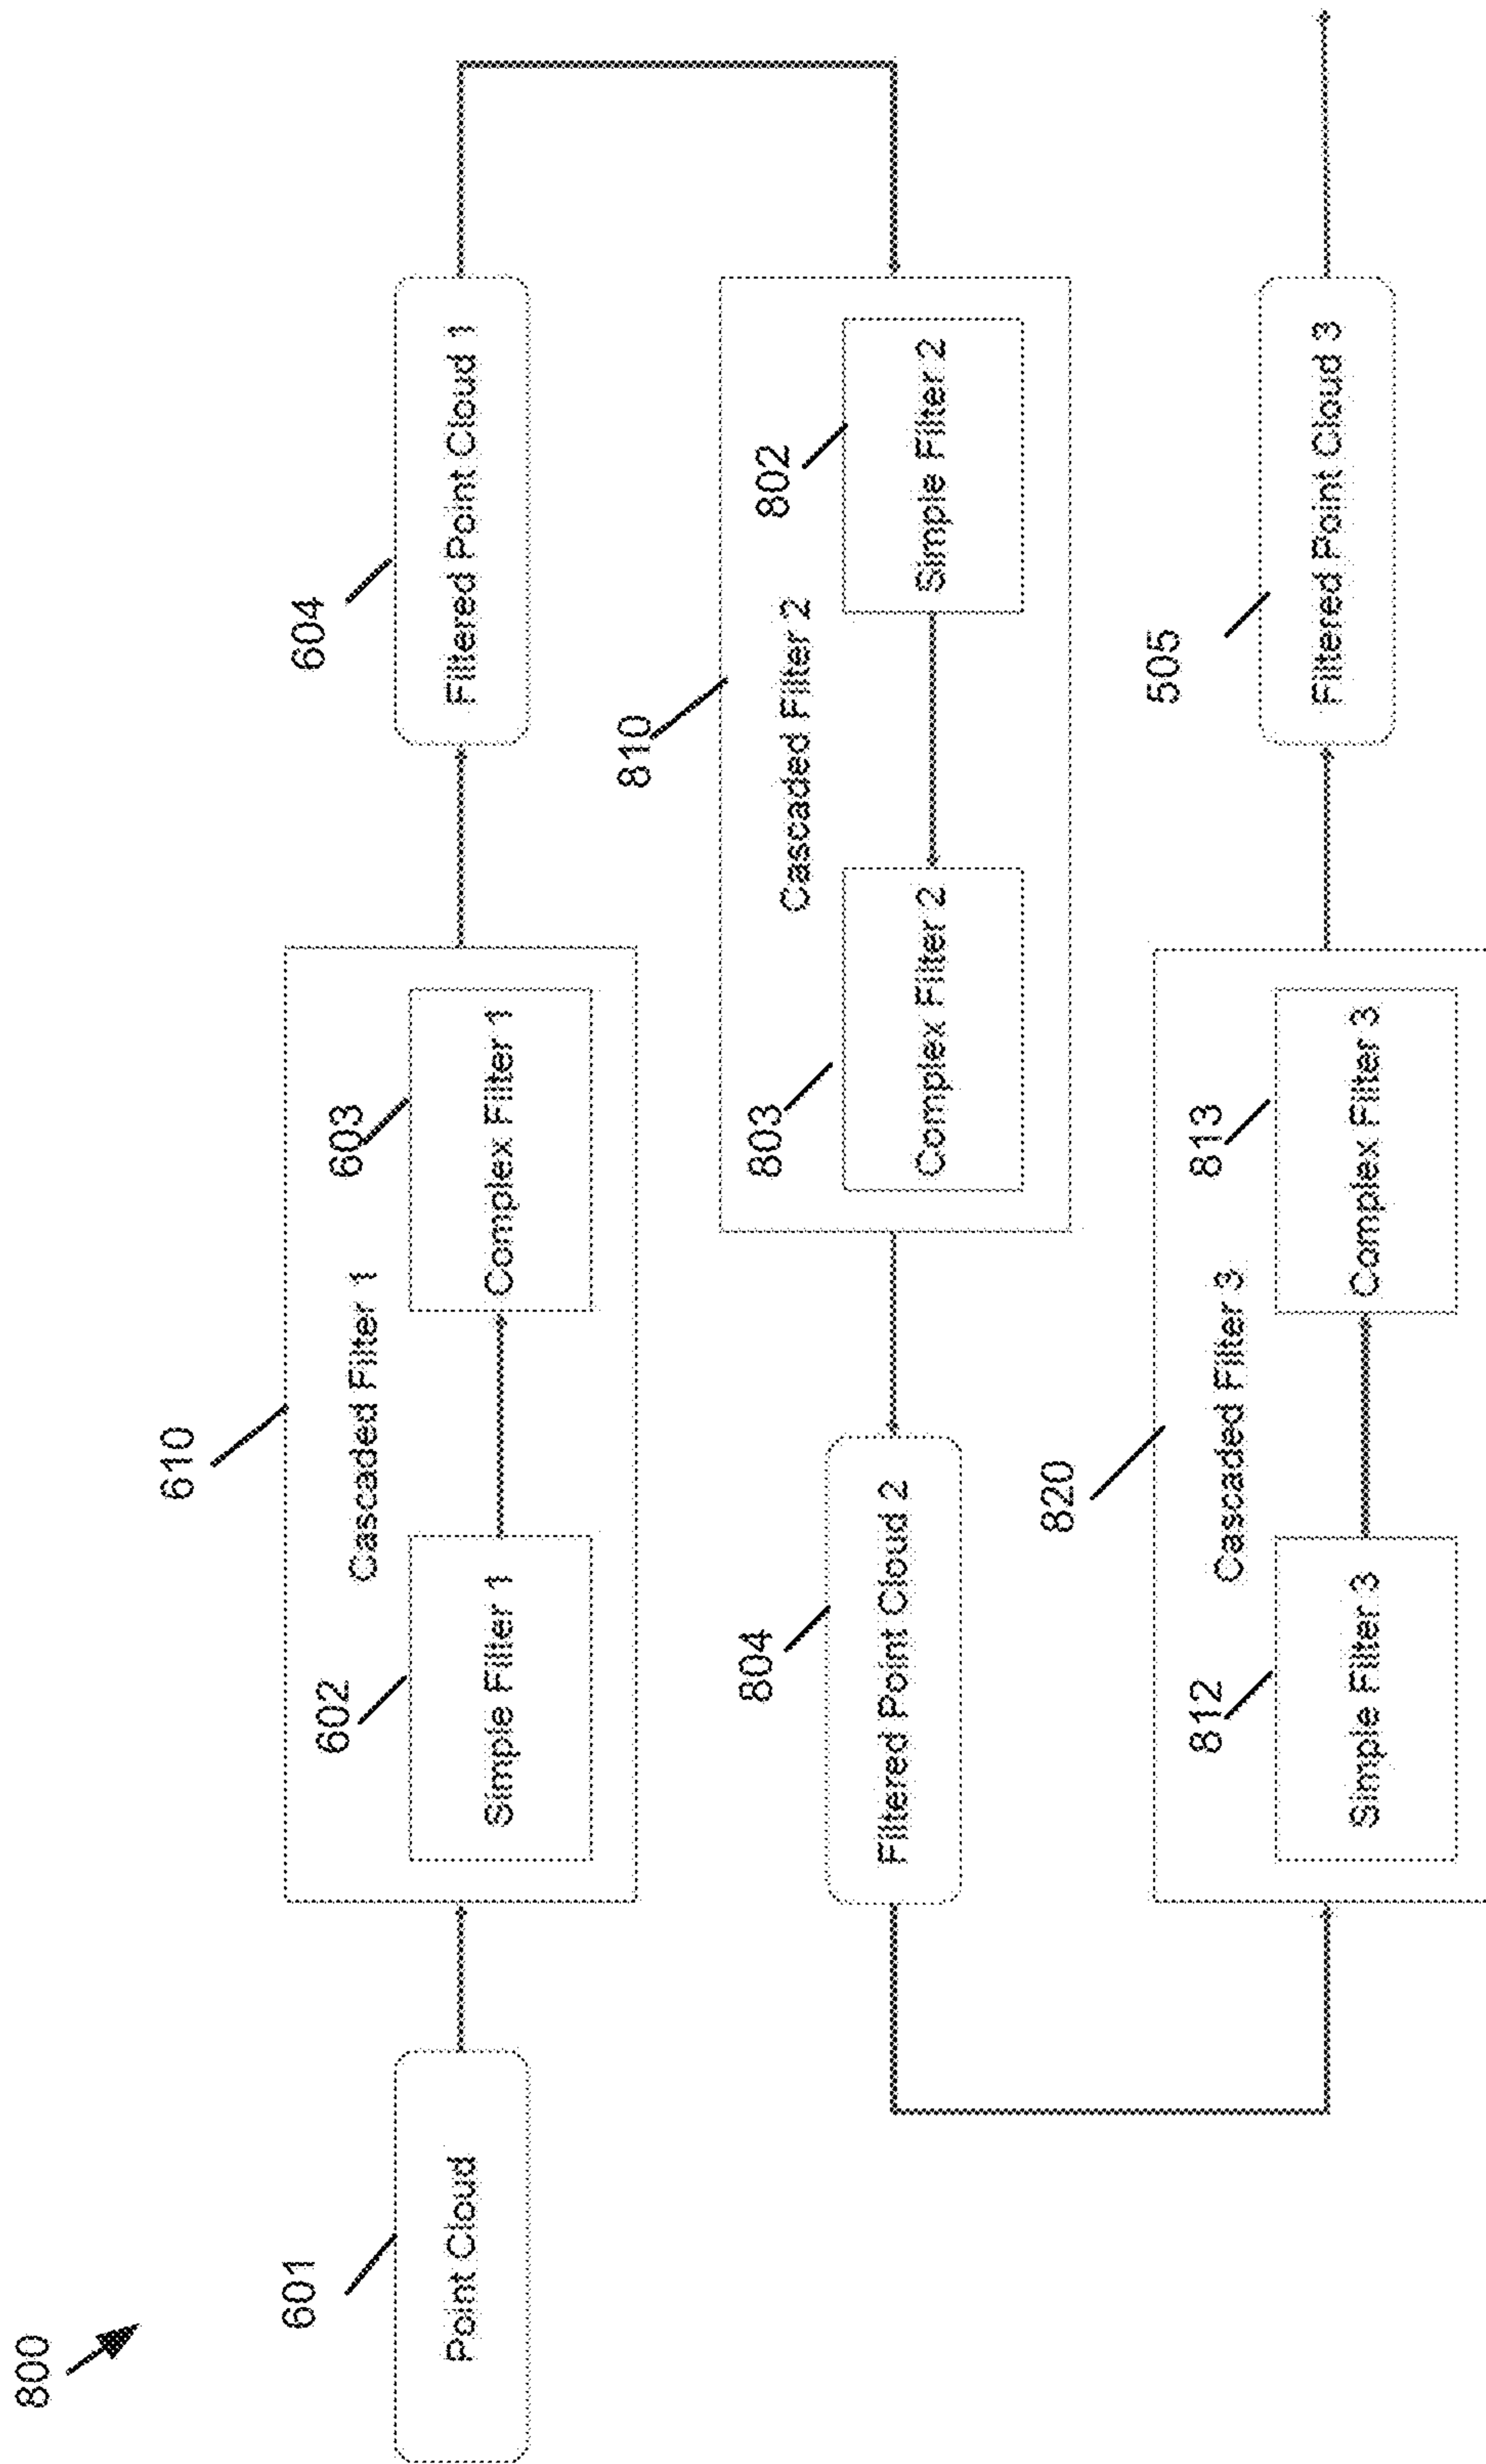 800
601
Point Cloud
610
Cascaded Filter 1
602
Simple Filter 1
603
Complex Filter 1
604
Filtered Point Cloud 1
810
Cascaded Filter 2
802
Simple Filter 2
803
Complex Filter 2
804
Filtered Point Cloud 2
820
Cascaded Filter 3
812
Simple Filter 3
813
Complex Filter 3
505
Filtered Point Cloud 3